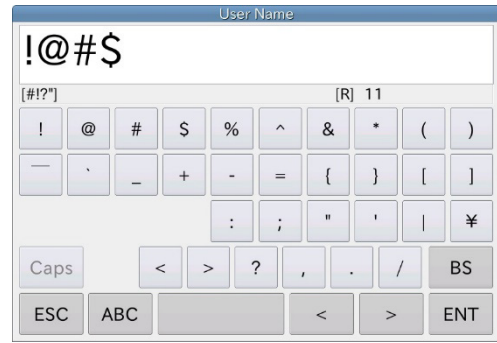 User Name
!@#$
[#!?"] [R] 11
! @ # $ % ^ & * ( )
‾ ` _ + - = { } [ ]
: ; " ' | ¥
Caps < > ? , . / BS
ESC ABC < > ENT